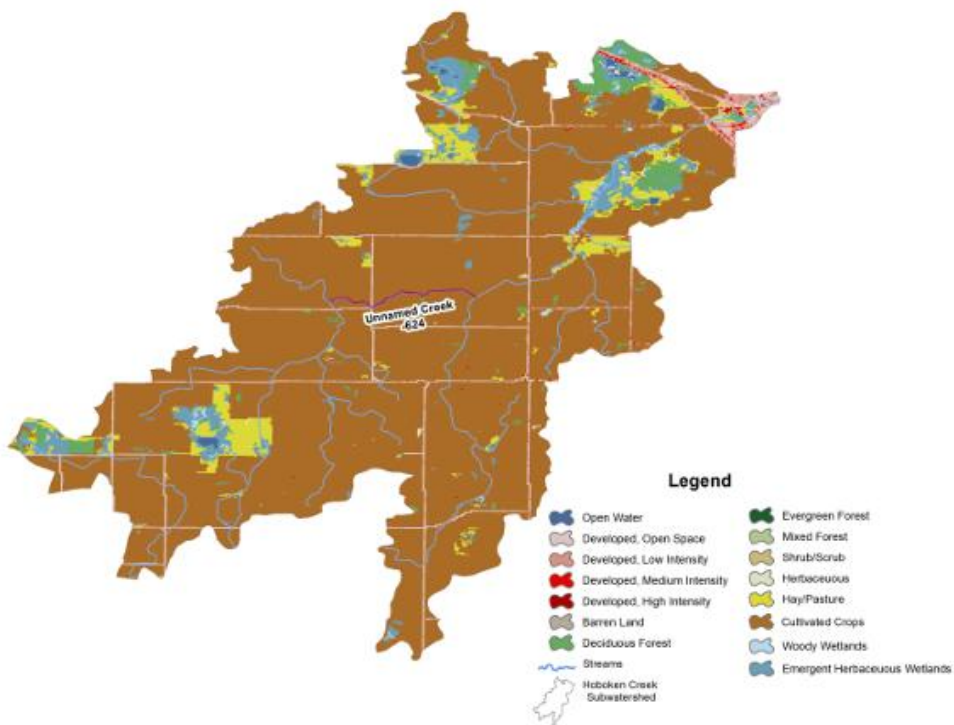 Unnamed Creek
-624
Legend
Open Water
Developed, Open Space
Developed, Low Intensity
Developed, Medium Intensity
Developed, High Intensity
Barren Land
Deciduous Forest
Streams
Hoboken Creek
Subwatershed
Evergreen Forest
Mixed Forest
Shrub/Scrub
Herbaceuous
Hay/Pasture
Cultivated Crops
Woody Wetlands
Emergent Herbaceuous Wetlands